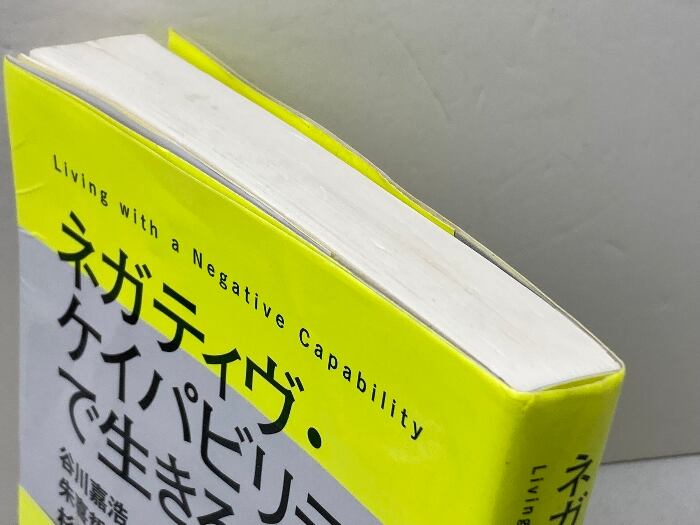 Living with a Negative Capability
ネガティヴ・
ケイパビリテ
で生きる
谷川嘉浩
朱喜哲
杉
ネガ
Living